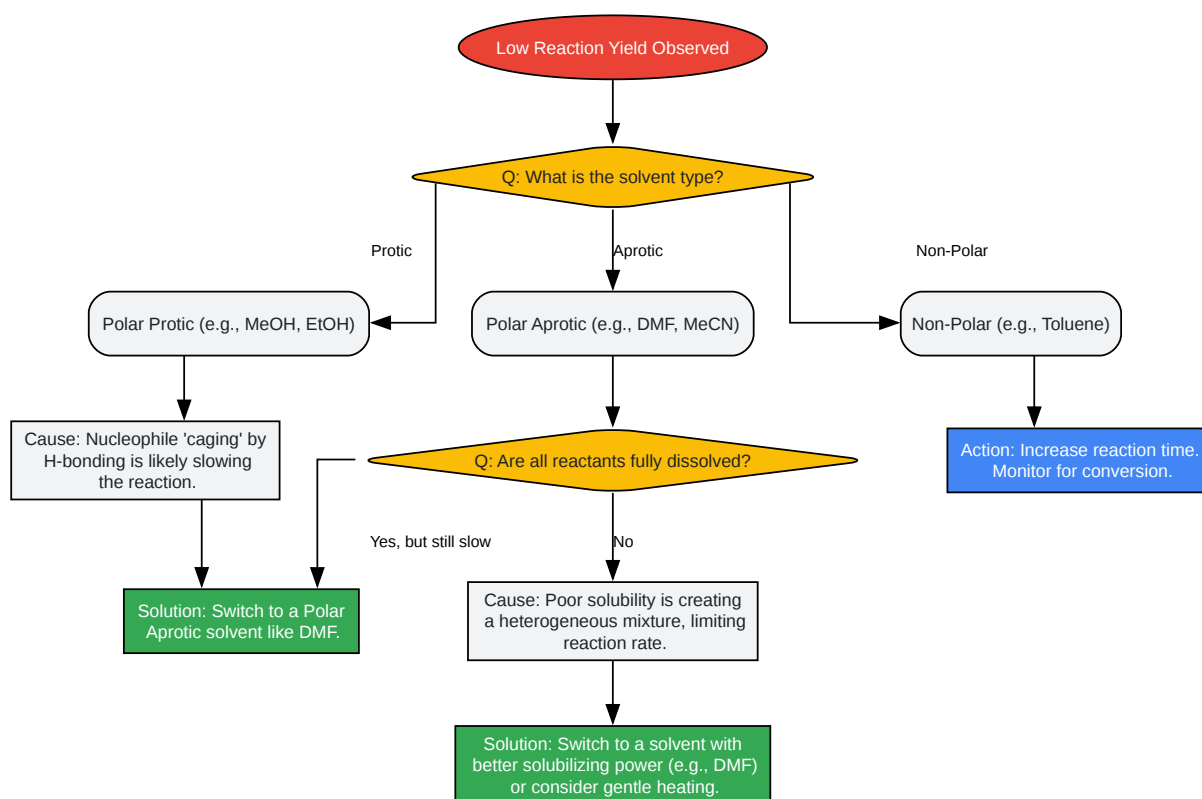 Low Reaction Yield Observed
Q: What is the solvent type?
Protic
Aprotic
Non-Polar
Polar Protic (e.g., MeOH, EtOH)
Polar Aprotic (e.g., DMF, MeCN)
Non-Polar (e.g., Toluene)
Cause: Nucleophile 'caging' by
H-bonding is likely slowing
the reaction.
Q: Are all reactants fully dissolved?
Action: Increase reaction time.
Monitor for conversion.
Yes, but still slow
No
Solution: Switch to a Polar
Aprotic solvent like DMF.
Cause: Poor solubility is creating
a heterogeneous mixture, limiting
reaction rate.
Solution: Switch to a solvent with
better solubilizing power (e.g., DMF)
or consider gentle heating.